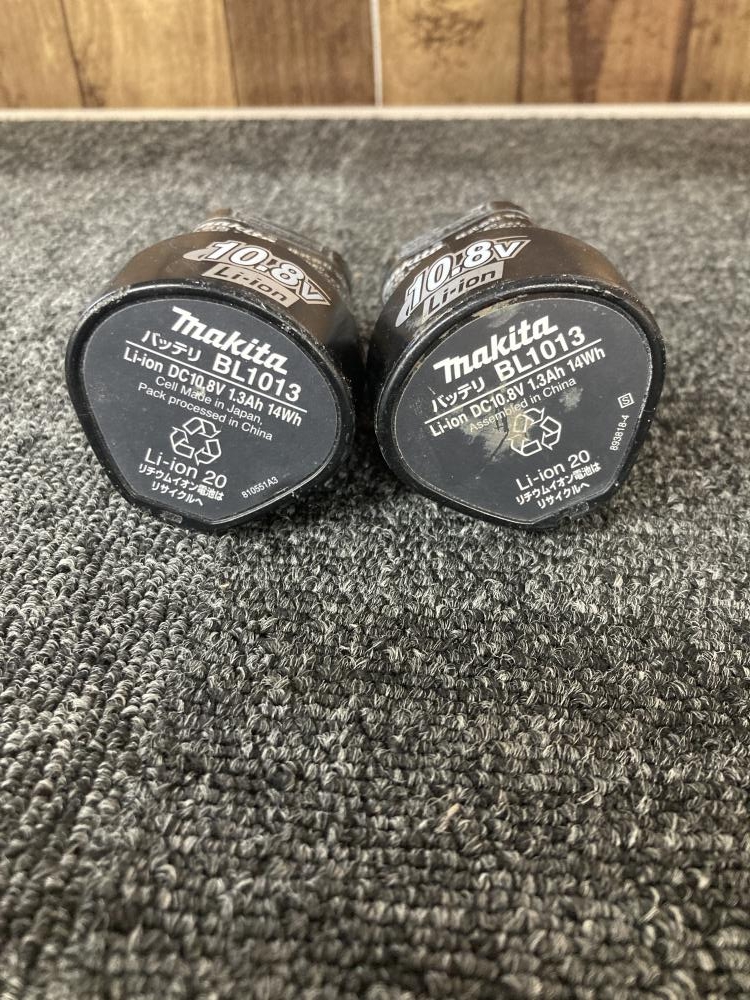 10.8V
Li-ion
makita
バッテリ BL1013
Li-ion DC10.8V 1.3Ah 14Wh
Cell Made in Japan,
Pack processed in China
Li-ion 20
リチウムイオン電池は
リサイクルへ
810551A3
10.8V
Li-ion
makita
バッテリ BL1013
Li-ion DC10.8V 1.3Ah 14Wh
Assembled in China
Li-ion 20
リチウムイオン電池は
リサイクルへ
893818-4 S